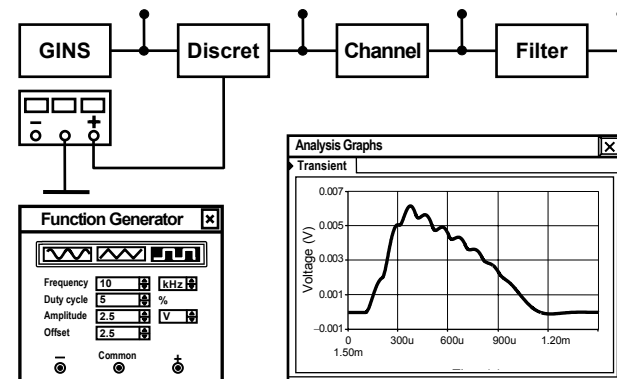 GINS Discret Channel Filter
– +
Function Generator
Frequency 10 kHz
Duty cycle 5 %
Amplitude 2.5 V
Offset 2.5
– Common +
Analysis Graphs
Transient
Voltage (V)
0.007
0.005
0.003
0.001
–0.001
0 300u 600u 900u 1.20m
1.50m